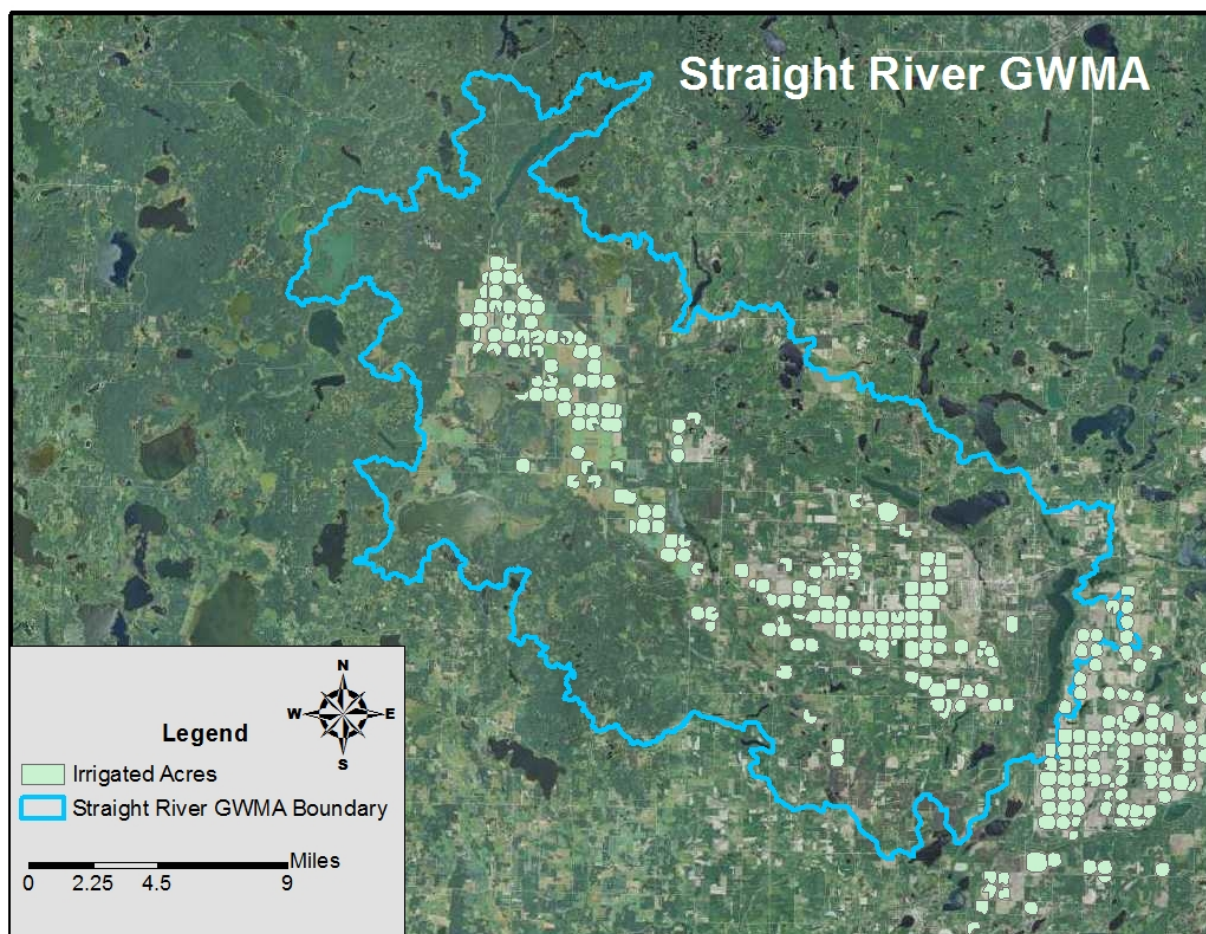 Straight River GWMA
N
W E
S
Legend
Irrigated Acres
Straight River GWMA Boundary
Miles
0 2.25 4.5 9